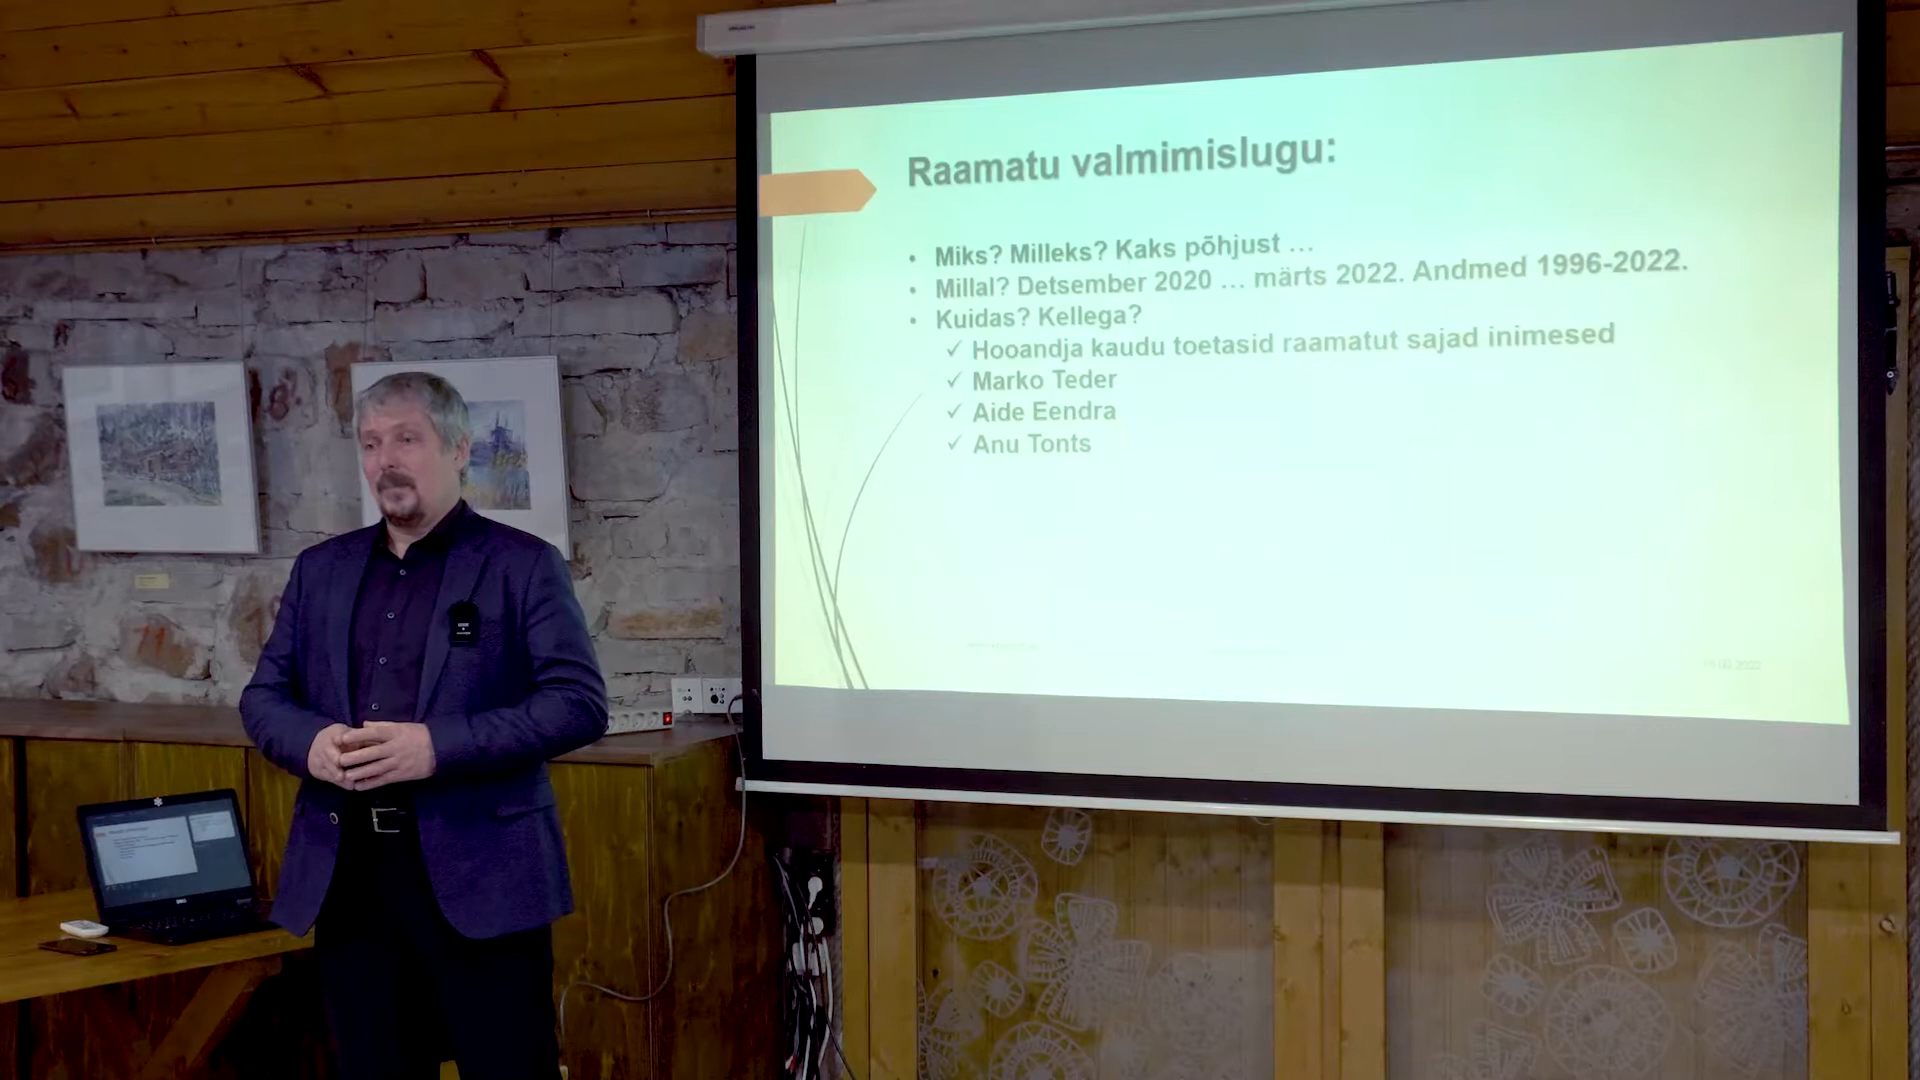 Raamatu valmimislugu:
• Miks? Milleks? Kaks põhjust …
• Millal? Detsember 2020 … märts 2022. Andmed 1996-2022.
• Kuidas? Kellega?
✓ Hooandja kaudu toetasid raamatut sajad inimesed
✓ Marko Teder
✓ Aide Eendra
✓ Anu Tonts
DELL